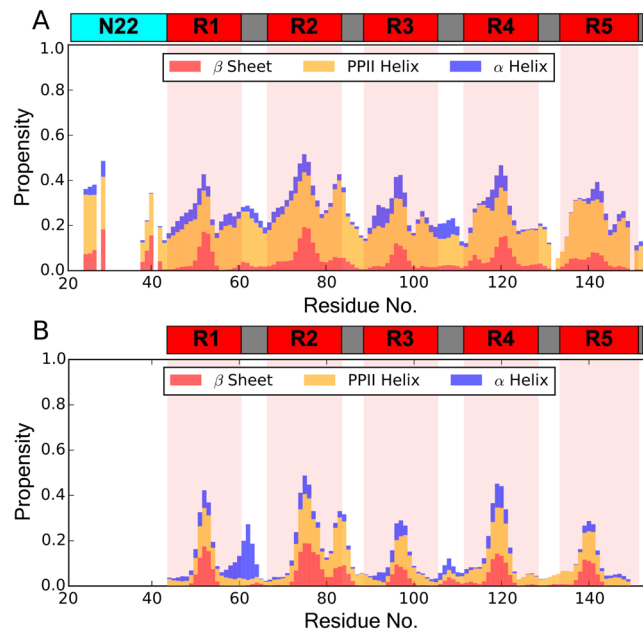 A
N22 R1 R2 R3 R4 R5
1.0
β Sheet PPII Helix α Helix
0.8
0.6
0.4
0.2
0.0
Propensity
20 40 60 80 100 120 140
Residue No.
B
R1 R2 R3 R4 R5
1.0
β Sheet PPII Helix α Helix
0.8
0.6
0.4
0.2
0.0
Propensity
20 40 60 80 100 120 140
Residue No.